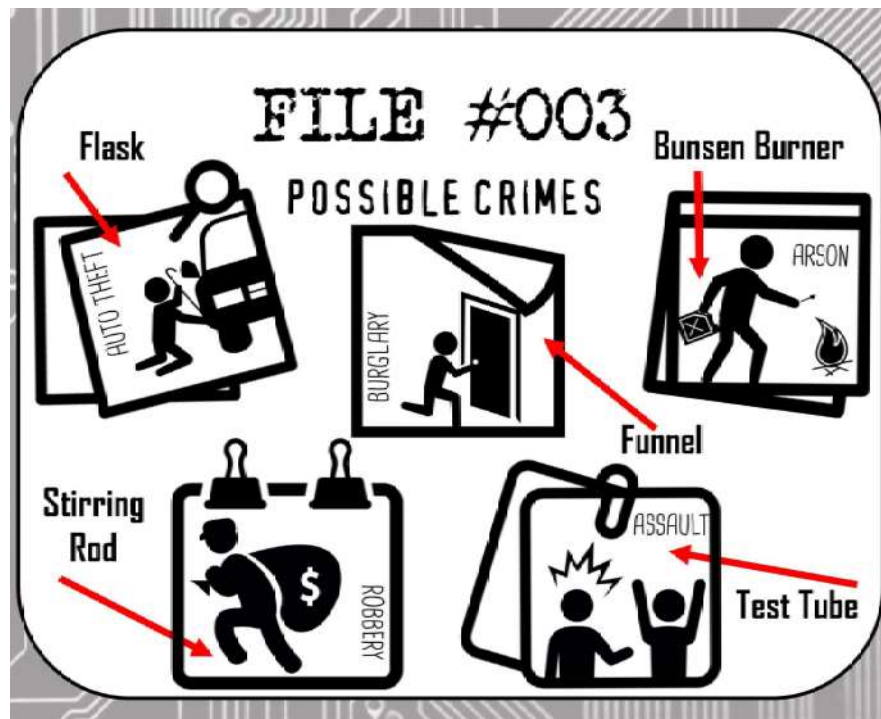 FILE #003
POSSIBLE CRIMES
Flask
AUTO THEFT
BURGLARY
Funnel
Bunsen Burner
ARSON
Stirring
Rod
ROBBERY
ASSAULT
Test Tube
$